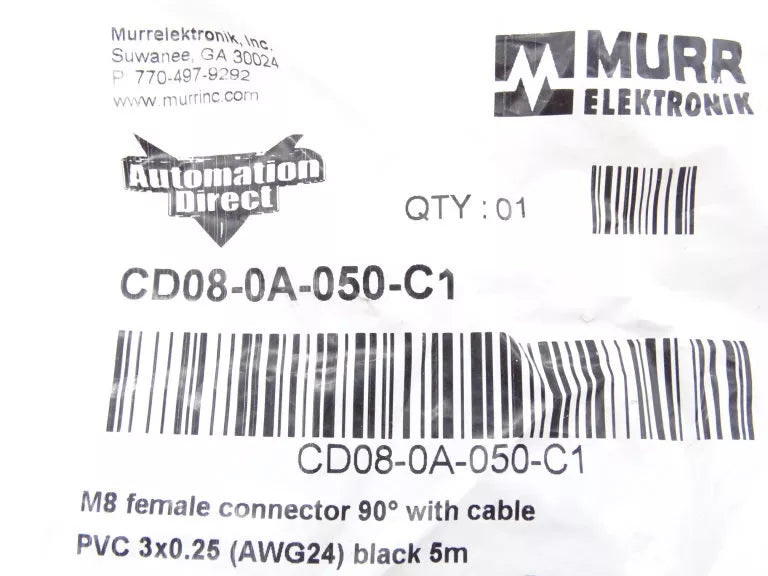 Murrelektronik, Inc.
Suwanee, GA 30024
P 770-497-9292
www.murrinc.com
MURR
ELEKTRONIK
Automation
Direct
QTY : 01
CD08-0A-050-C1
CD08-0A-050-C1
M8 female connector 90° with cable
PVC 3x0.25 (AWG24) black 5m